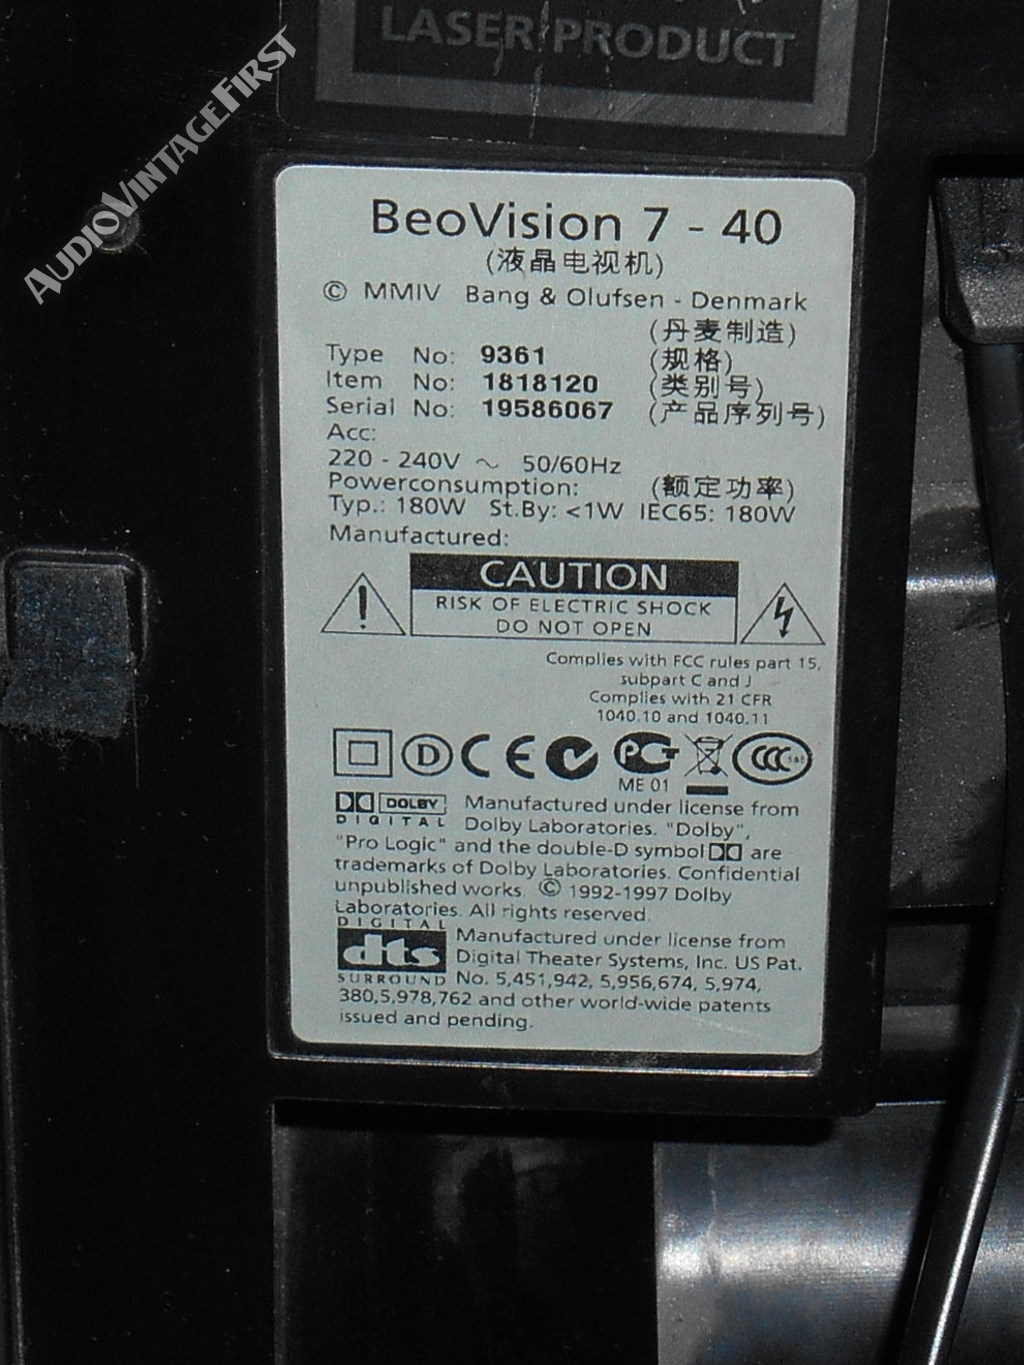 LASER PRODUCT
AUDIOVINTAGEFIRST
BeoVision 7 - 40
(液晶电视机)
© MMIV Bang & Olufsen - Denmark
(丹麦制造)
Type No: 9361 (规格)
Item No: 1818120 (类别号)
Serial No: 19586067 (产品序列号)
Acc:
220 - 240V ~ 50/60Hz
Powerconsumption: (额定功率)
Typ.: 180W St.By: <1W IEC65: 180W
Manufactured:
CAUTION
RISK OF ELECTRIC SHOCK
DO NOT OPEN
Complies with FCC rules part 15,
subpart C and J
Complies with 21 CFR
1040.10 and 1040.11
D CE PCT CCC S&E
ME 01
DOLBY Manufactured under license from
DIGITAL Dolby Laboratories. "Dolby",
"Pro Logic" and the double-D symbol are
trademarks of Dolby Laboratories. Confidential
unpublished works. © 1992-1997 Dolby
Laboratories. All rights reserved.
DIGITAL
dts Manufactured under license from
Digital Theater Systems, Inc. US Pat.
SURROUND No. 5,451,942, 5,956,674, 5,974,
380,5,978,762 and other world-wide patents
issued and pending.